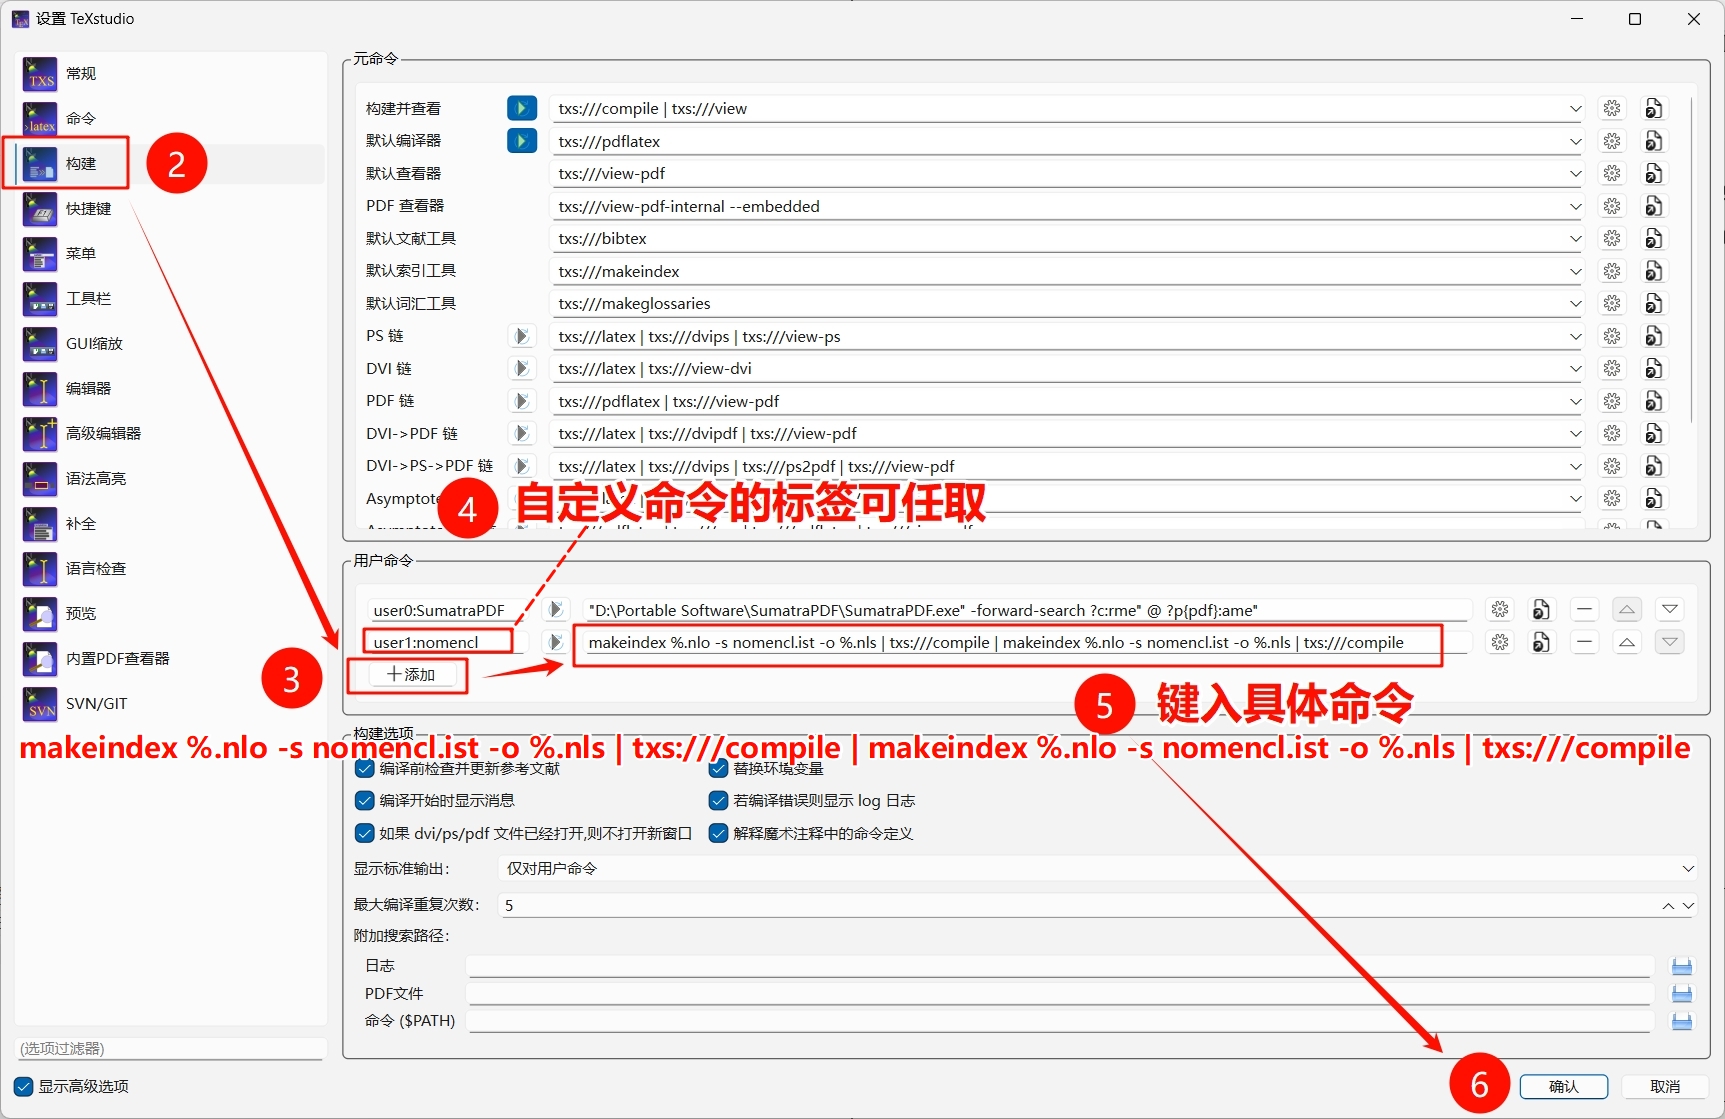 设置 TeXstudio
常规
命令
构建
快捷键
菜单
工具栏
GUI缩放
编辑器
高级编辑器
语法高亮
补全
语言检查
预览
内置PDF查看器
SVN/GIT
(选项过滤器)
显示高级选项
2
元命令
构建并查看 txs:///compile | txs:///view
默认编译器 txs:///pdflatex
默认查看器 txs:///view-pdf
PDF 查看器 txs:///view-pdf-internal --embedded
默认文献工具 txs:///bibtex
默认索引工具 txs:///makeindex
默认词汇工具 txs:///makeglossaries
PS 链 txs:///latex | txs:///dvips | txs:///view-ps
DVI 链 txs:///latex | txs:///view-dvi
PDF 链 txs:///pdflatex | txs:///view-pdf
DVI->PDF 链 txs:///latex | txs:///dvipdf | txs:///view-pdf
DVI->PS->PDF 链 txs:///latex | txs:///dvips | txs:///ps2pdf | txs:///view-pdf
Asymptote
4 自定义命令的标签可任取
用户命令
user0:SumatraPDF "D:\Portable Software\SumatraPDF\SumatraPDF.exe" -forward-search ?c:rme" @ ?p{pdf}:ame"
user1:nomencl makeindex %.nlo -s nomencl.ist -o %.nls | txs:///compile | makeindex %.nlo -s nomencl.ist -o %.nls | txs:///compile
3 +添加
5 键入具体命令
构建选项
makeindex %.nlo -s nomencl.ist -o %.nls | txs:///compile | makeindex %.nlo -s nomencl.ist -o %.nls | txs:///compile
编译前检查并更新参考文献 替换环境变量
编译开始时显示消息 若编译错误则显示 log 日志
如果 dvi/ps/pdf 文件已经打开,则不打开新窗口 解释魔术注释中的命令定义
显示标准输出: 仅对用户命令
最大编译重复次数: 5
附加搜索路径:
日志
PDF文件
命令 ($PATH)
6 确认 取消